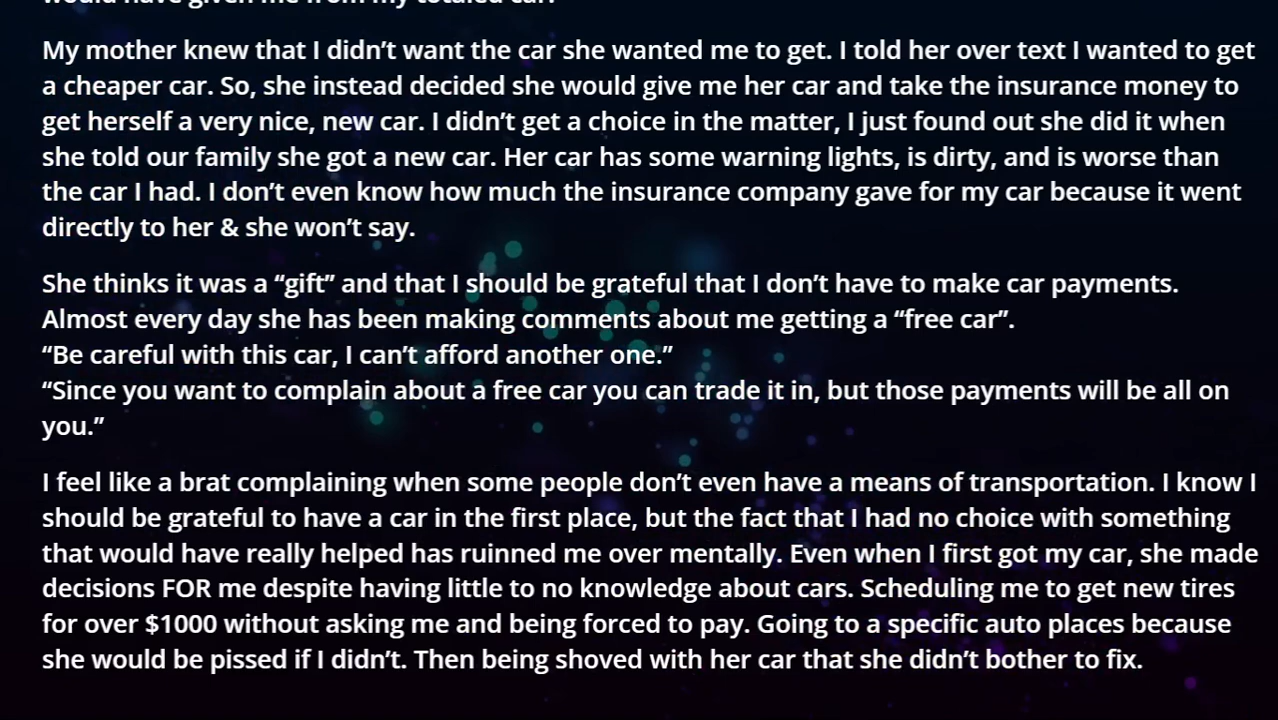 would have given me from my totaled car.
My mother knew that I didn’t want the car she wanted me to get. I told her over text I wanted to get
a cheaper car. So, she instead decided she would give me her car and take the insurance money to
get herself a very nice, new car. I didn’t get a choice in the matter, I just found out she did it when
she told our family she got a new car. Her car has some warning lights, is dirty, and is worse than
the car I had. I don’t even know how much the insurance company gave for my car because it went
directly to her & she won’t say.
She thinks it was a “gift” and that I should be grateful that I don’t have to make car payments.
Almost every day she has been making comments about me getting a “free car”.
“Be careful with this car, I can’t afford another one.”
“Since you want to complain about a free car you can trade it in, but those payments will be all on
you.”
I feel like a brat complaining when some people don’t even have a means of transportation. I know I
should be grateful to have a car in the first place, but the fact that I had no choice with something
that would have really helped has ruinned me over mentally. Even when I first got my car, she made
decisions FOR me despite having little to no knowledge about cars. Scheduling me to get new tires
for over $1000 without asking me and being forced to pay. Going to a specific auto places because
she would be pissed if I didn’t. Then being shoved with her car that she didn’t bother to fix.